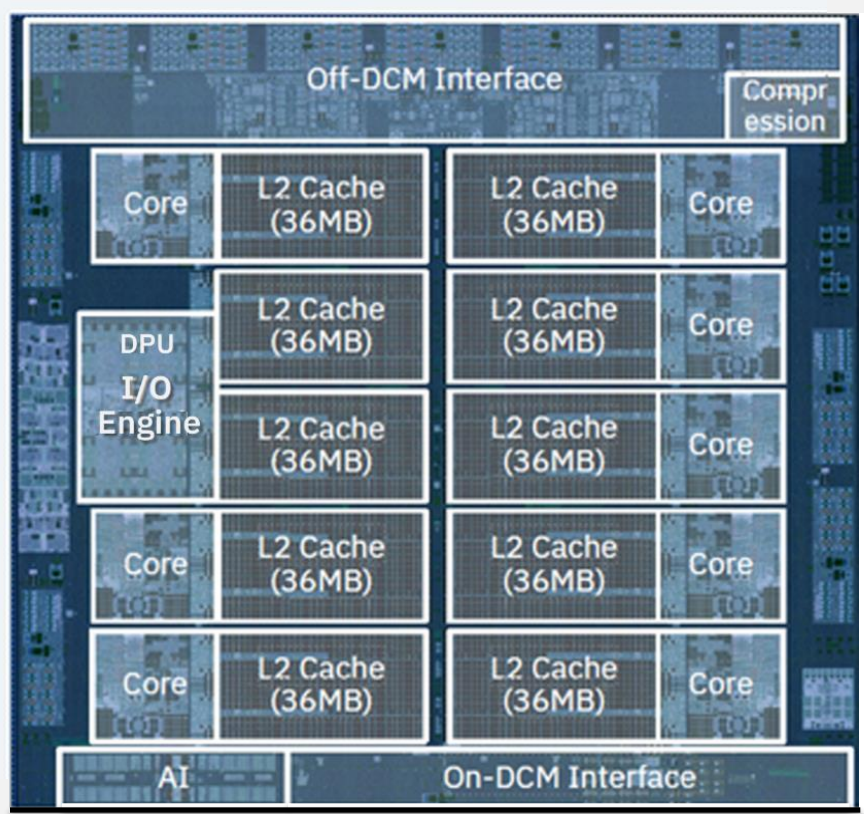 Off-DCM Interface
Compr
ession
Core
L2 Cache
(36MB)
L2 Cache
(36MB)
Core
L2 Cache
(36MB)
L2 Cache
(36MB)
Core
DPU
I/O
Engine
L2 Cache
(36MB)
L2 Cache
(36MB)
Core
Core
L2 Cache
(36MB)
L2 Cache
(36MB)
Core
Core
L2 Cache
(36MB)
L2 Cache
(36MB)
Core
AI
On-DCM Interface